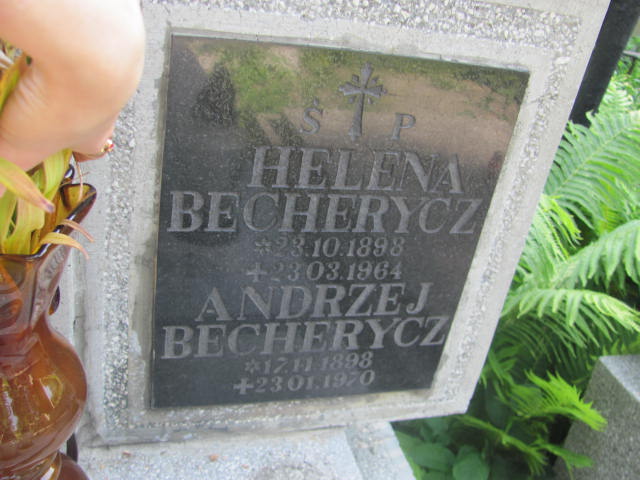 Ś P
HELENA
BECHERYCZ
*23.10.1898
+23.03.1964
ANDRZEJ
BECHERYCZ
*17.11.1898
+23.01.1970